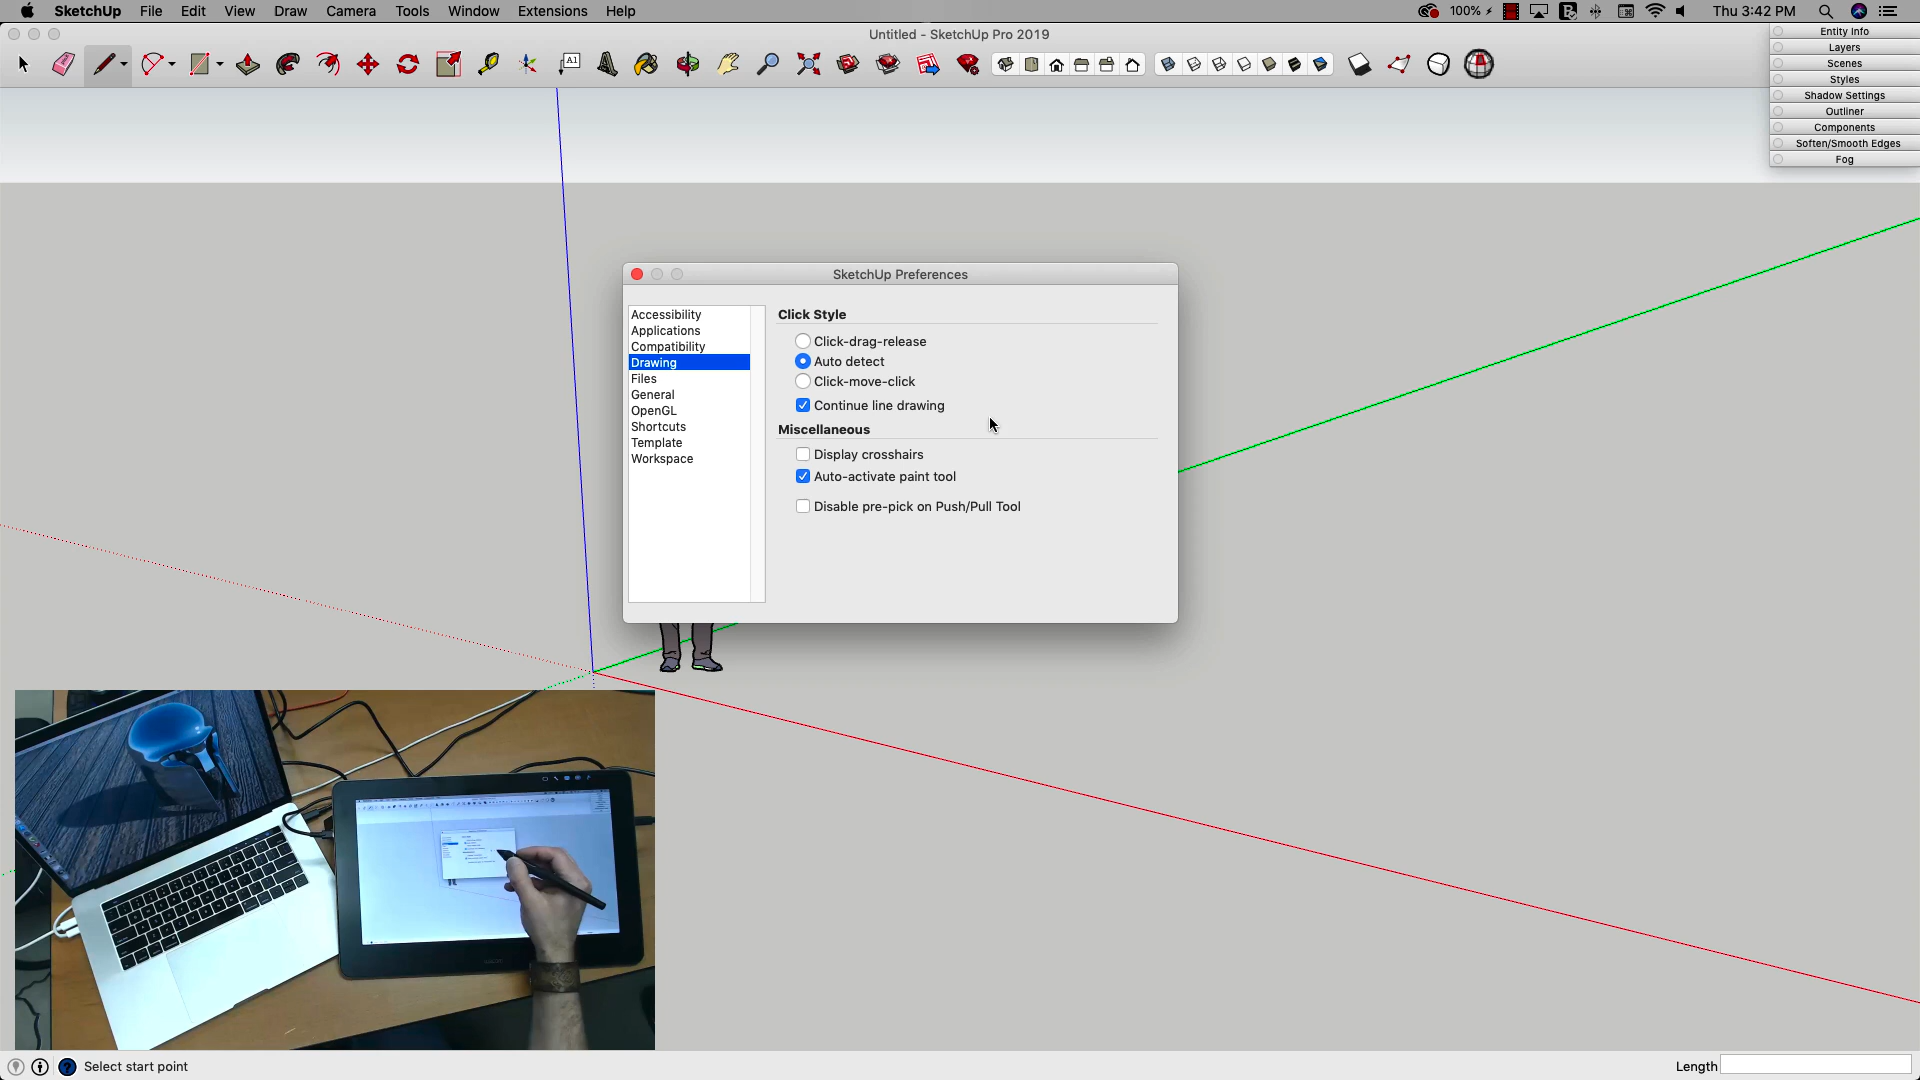 SketchUp File Edit View Draw Camera Tools Window Extensions Help 100% Thu 3:42 PM
Untitled - SketchUp Pro 2019
A1
Entity Info
Layers
Scenes
Styles
Shadow Settings
Outliner
Components
Soften/Smooth Edges
Fog
SketchUp Preferences
Accessibility
Applications
Compatibility
Drawing
Files
General
OpenGL
Shortcuts
Template
Workspace
Click Style
Click-drag-release
Auto detect
Click-move-click
Continue line drawing
Miscellaneous
Display crosshairs
Auto-activate paint tool
Disable pre-pick on Push/Pull Tool
Select start point
Length